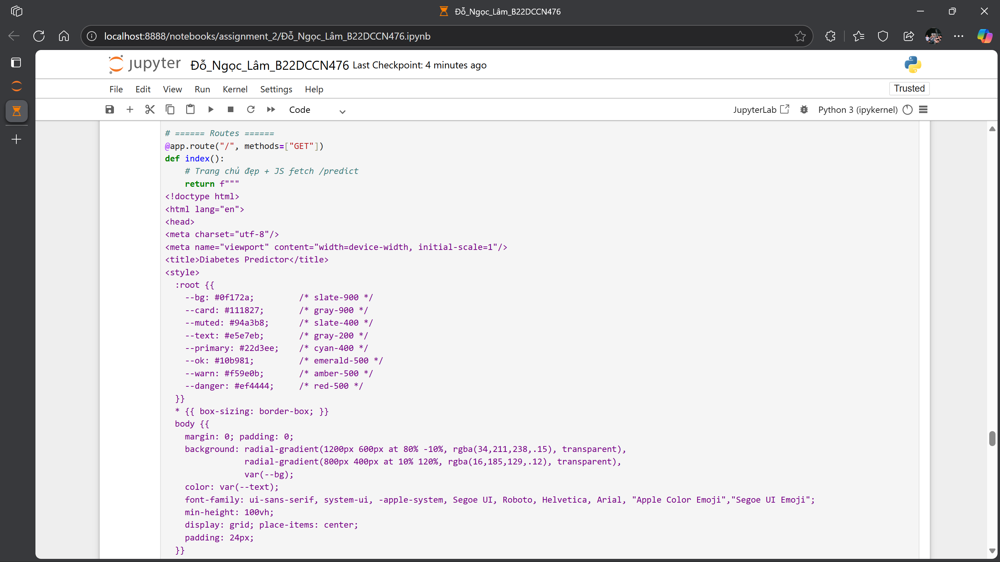 Đỗ_Ngọc_Lâm_B22DCCN476
localhost:8888/notebooks/assignment_2/Đỗ_Ngọc_Lâm_B22DCCN476.ipynb
jupyter Đỗ_Ngọc_Lâm_B22DCCN476 Last Checkpoint: 4 minutes ago
File Edit View Run Kernel Settings Help Trusted
Code JupyterLab Python 3 (ipykernel)
# ====== Routes ======
@app.route("/", methods=["GET"])
def index():
    # Trang chủ đẹp + JS fetch /predict
    return f"""
<!doctype html>
<html lang="en">
<head>
<meta charset="utf-8"/>
<meta name="viewport" content="width=device-width, initial-scale=1"/>
<title>Diabetes Predictor</title>
<style>
  :root {{
    --bg: #0f172a;         /* slate-900 */
    --card: #111827;       /* gray-900 */
    --muted: #94a3b8;      /* slate-400 */
    --text: #e5e7eb;       /* gray-200 */
    --primary: #22d3ee;    /* cyan-400 */
    --ok: #10b981;         /* emerald-500 */
    --warn: #f59e0b;       /* amber-500 */
    --danger: #ef4444;     /* red-500 */
  }}
  * {{ box-sizing: border-box; }}
  body {{
    margin: 0; padding: 0;
    background: radial-gradient(1200px 600px at 80% -10%, rgba(34,211,238,.15), transparent),
                radial-gradient(800px 400px at 10% 120%, rgba(16,185,129,.12), transparent),
                var(--bg);
    color: var(--text);
    font-family: ui-sans-serif, system-ui, -apple-system, Segoe UI, Roboto, Helvetica, Arial, "Apple Color Emoji","Segoe UI Emoji";
    min-height: 100vh;
    display: grid; place-items: center;
    padding: 24px;
  }}